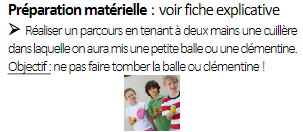 Préparation matérielle : voir fiche explicative
➢ Réaliser un parcours en tenant à deux mains une cuillère
dans laquelle on aura mis une petite balle ou une clémentine.
Objectif : ne pas faire tomber la balle ou clémentine !